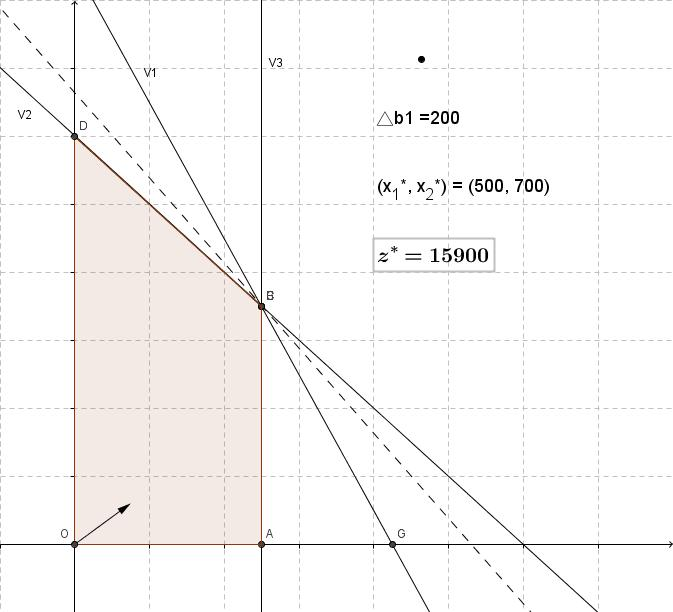 V3
V1
V2
D
△b1 =200
(x₁*, x₂*) = (500, 700)
z* = 15900
B
O
A
G